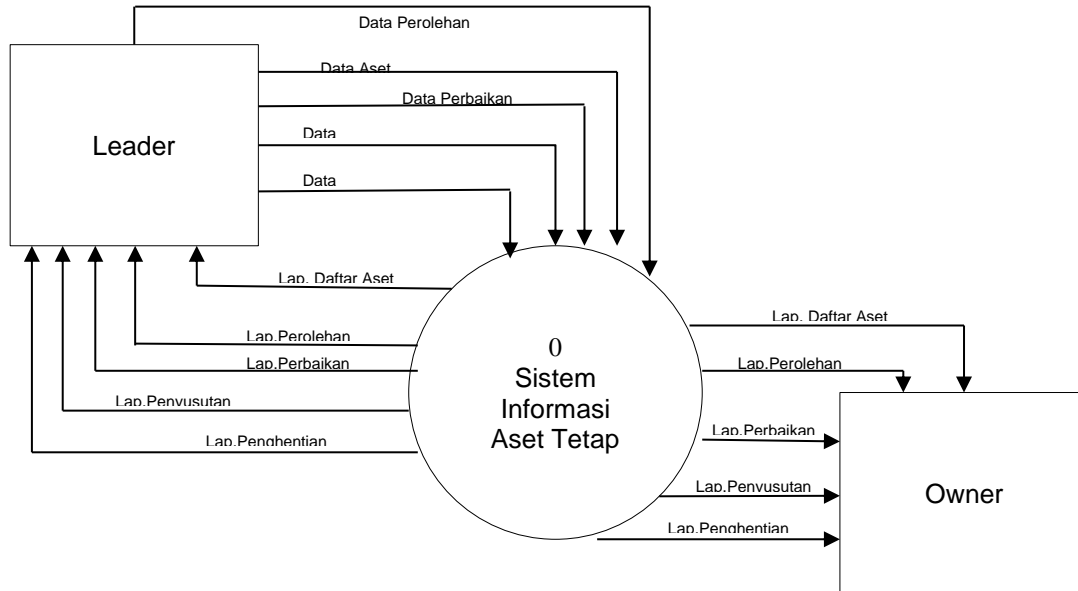 Data Perolehan
Data Aset
Data Perbaikan
Leader
Data
Data
Lap. Daftar Aset
Lap.Perolehan
Lap.Perbaikan
Lap.Penyusutan
Lap.Penghentian
0
Sistem
Informasi
Aset Tetap
Lap. Daftar Aset
Lap.Perolehan
Lap.Perbaikan
Lap.Penyusutan
Lap.Penghentian
Owner